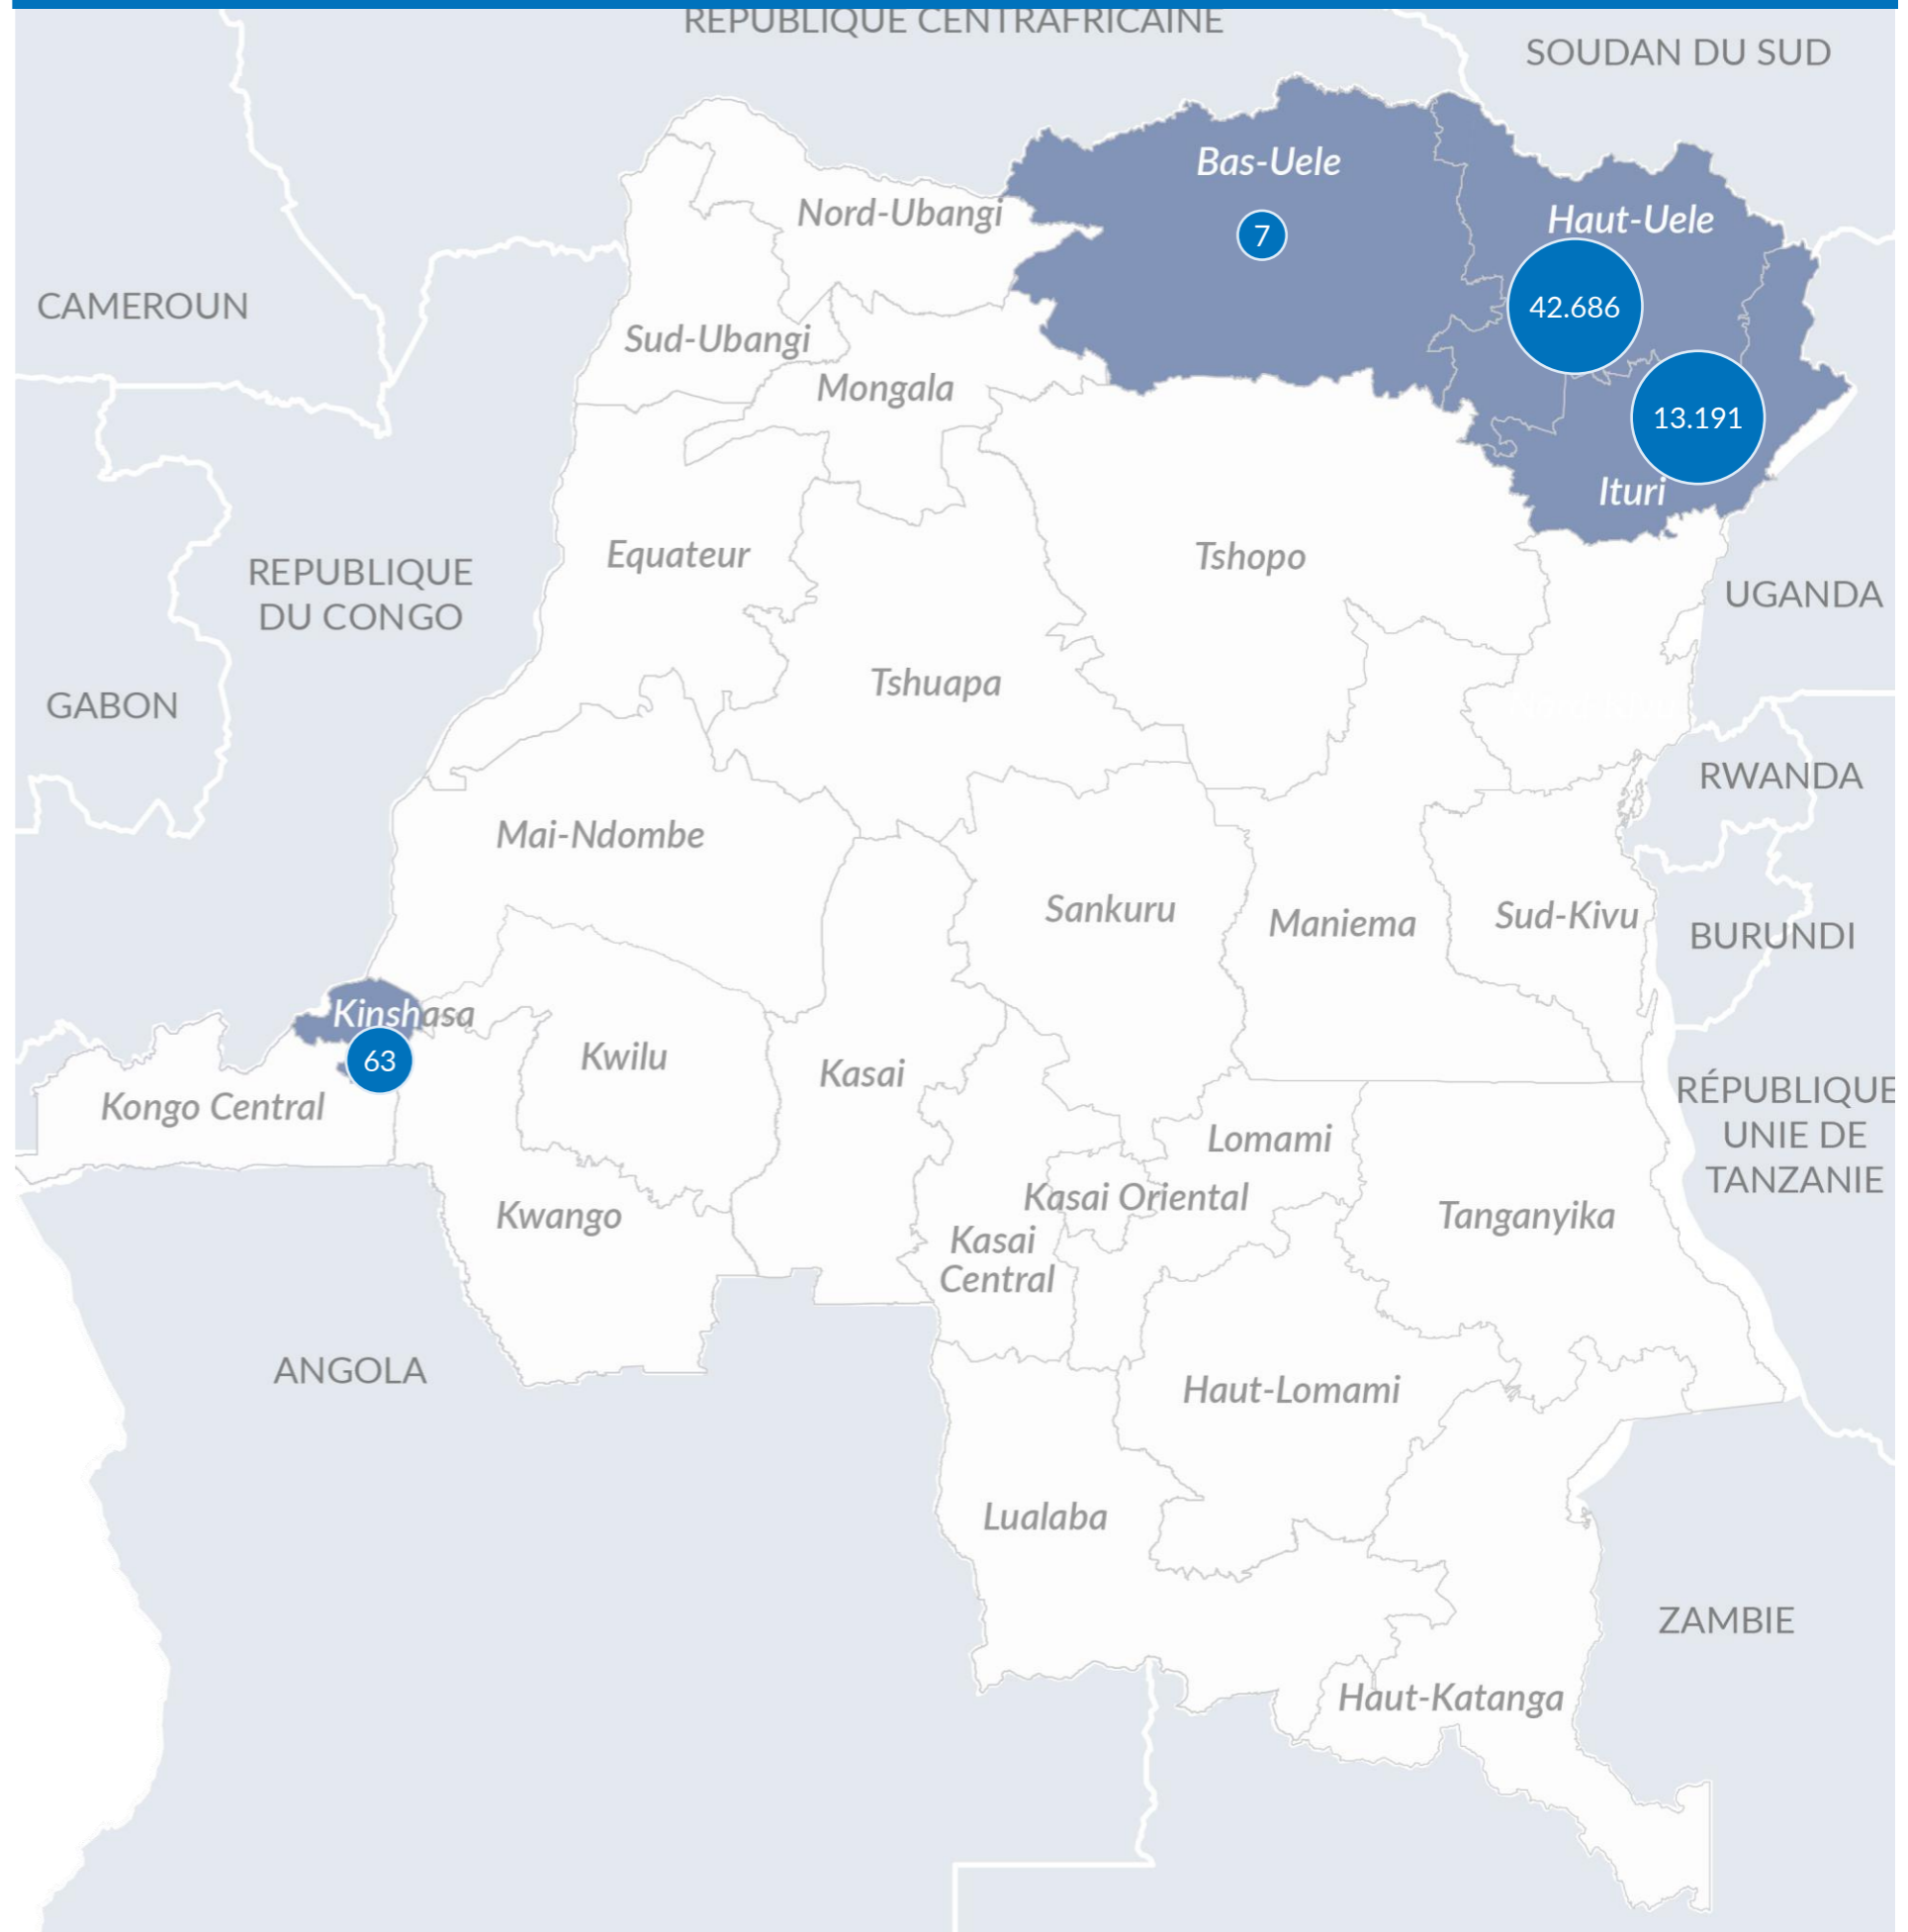 REPUBLIQUE CENTRAFRICAINE
SOUDAN DU SUD
Bas-Uele
Nord-Ubangi
Haut-Uele
7
CAMEROUN
42.686
Sud-Ubangi
Mongala
13.191
Ituri
Equateur
Tshopo
REPUBLIQUE
DU CONGO
UGANDA
Tshuapa
GABON
RWANDA
Mai-Ndombe
Sankuru
Maniema
Sud-Kivu
BURUNDI
Kinshasa
63
Kwilu
Kasai
Kongo Central
RÉPUBLIQUE
UNIE DE
TANZANIE
Lomami
Kasai Oriental
Kwango
Tanganyika
Kasai
Central
ANGOLA
Haut-Lomami
Lualaba
ZAMBIE
Haut-Katanga